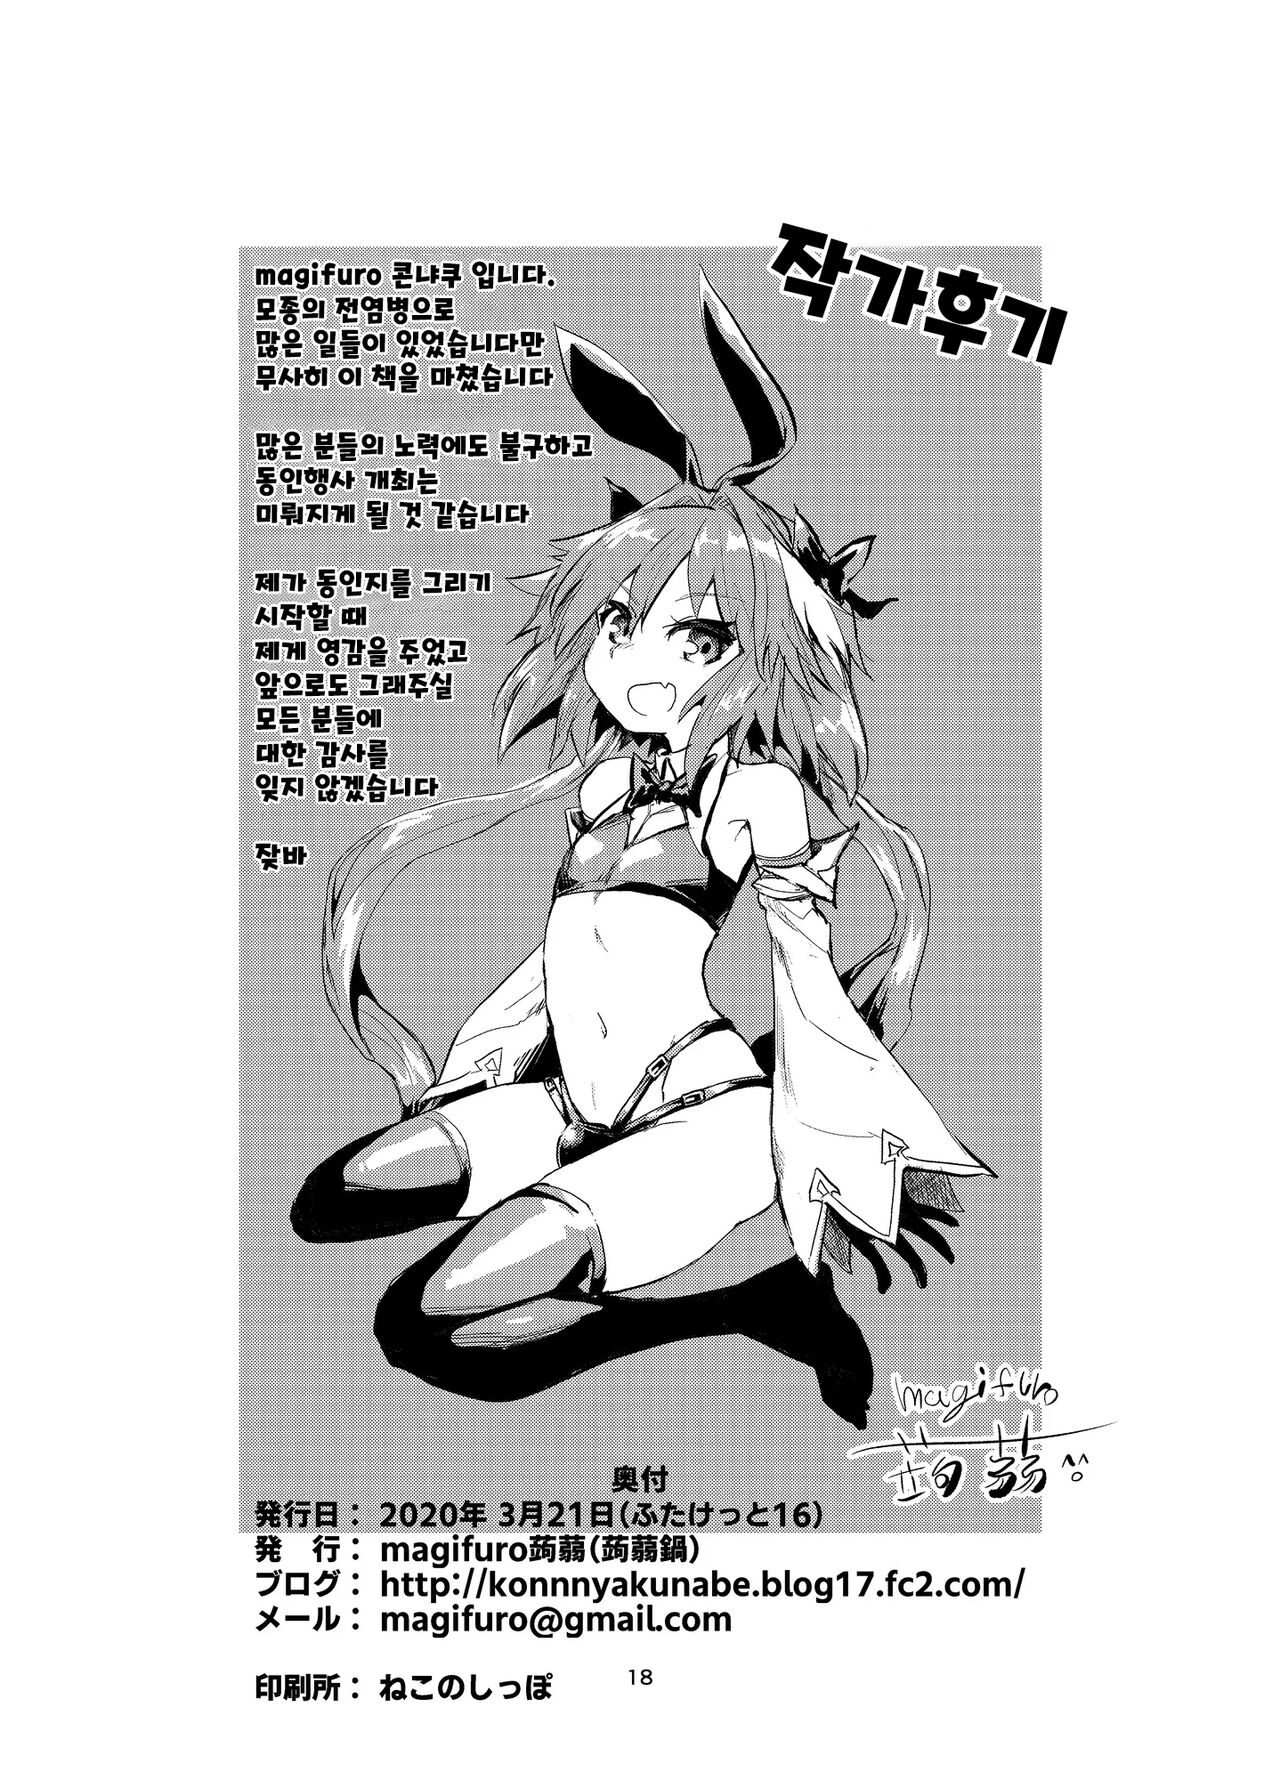 작가후기
magifuro 콘냐쿠 입니다.
모종의 전염병으로
많은 일들이 있었습니다만
무사히 이 책을 마쳤습니다
많은 분들의 노력에도 불구하고
동인행사 개최는
미뤄지게 될 것 같습니다
제가 동인지를 그리기
시작할 때
제게 영감을 주었고
앞으로도 그래주실
모든 분들에
대한 감사를
잊지 않겠습니다
잦바
magifuro
蒟蒻
奥付
発行日： 2020年 3月21日(ふたけっと16)
発　行： magifuro蒟蒻(蒟蒻鍋)
ブログ： http://konnnyakunabe.blog17.fc2.com/
メール： magifuro@gmail.com
印刷所： ねこのしっぽ
18